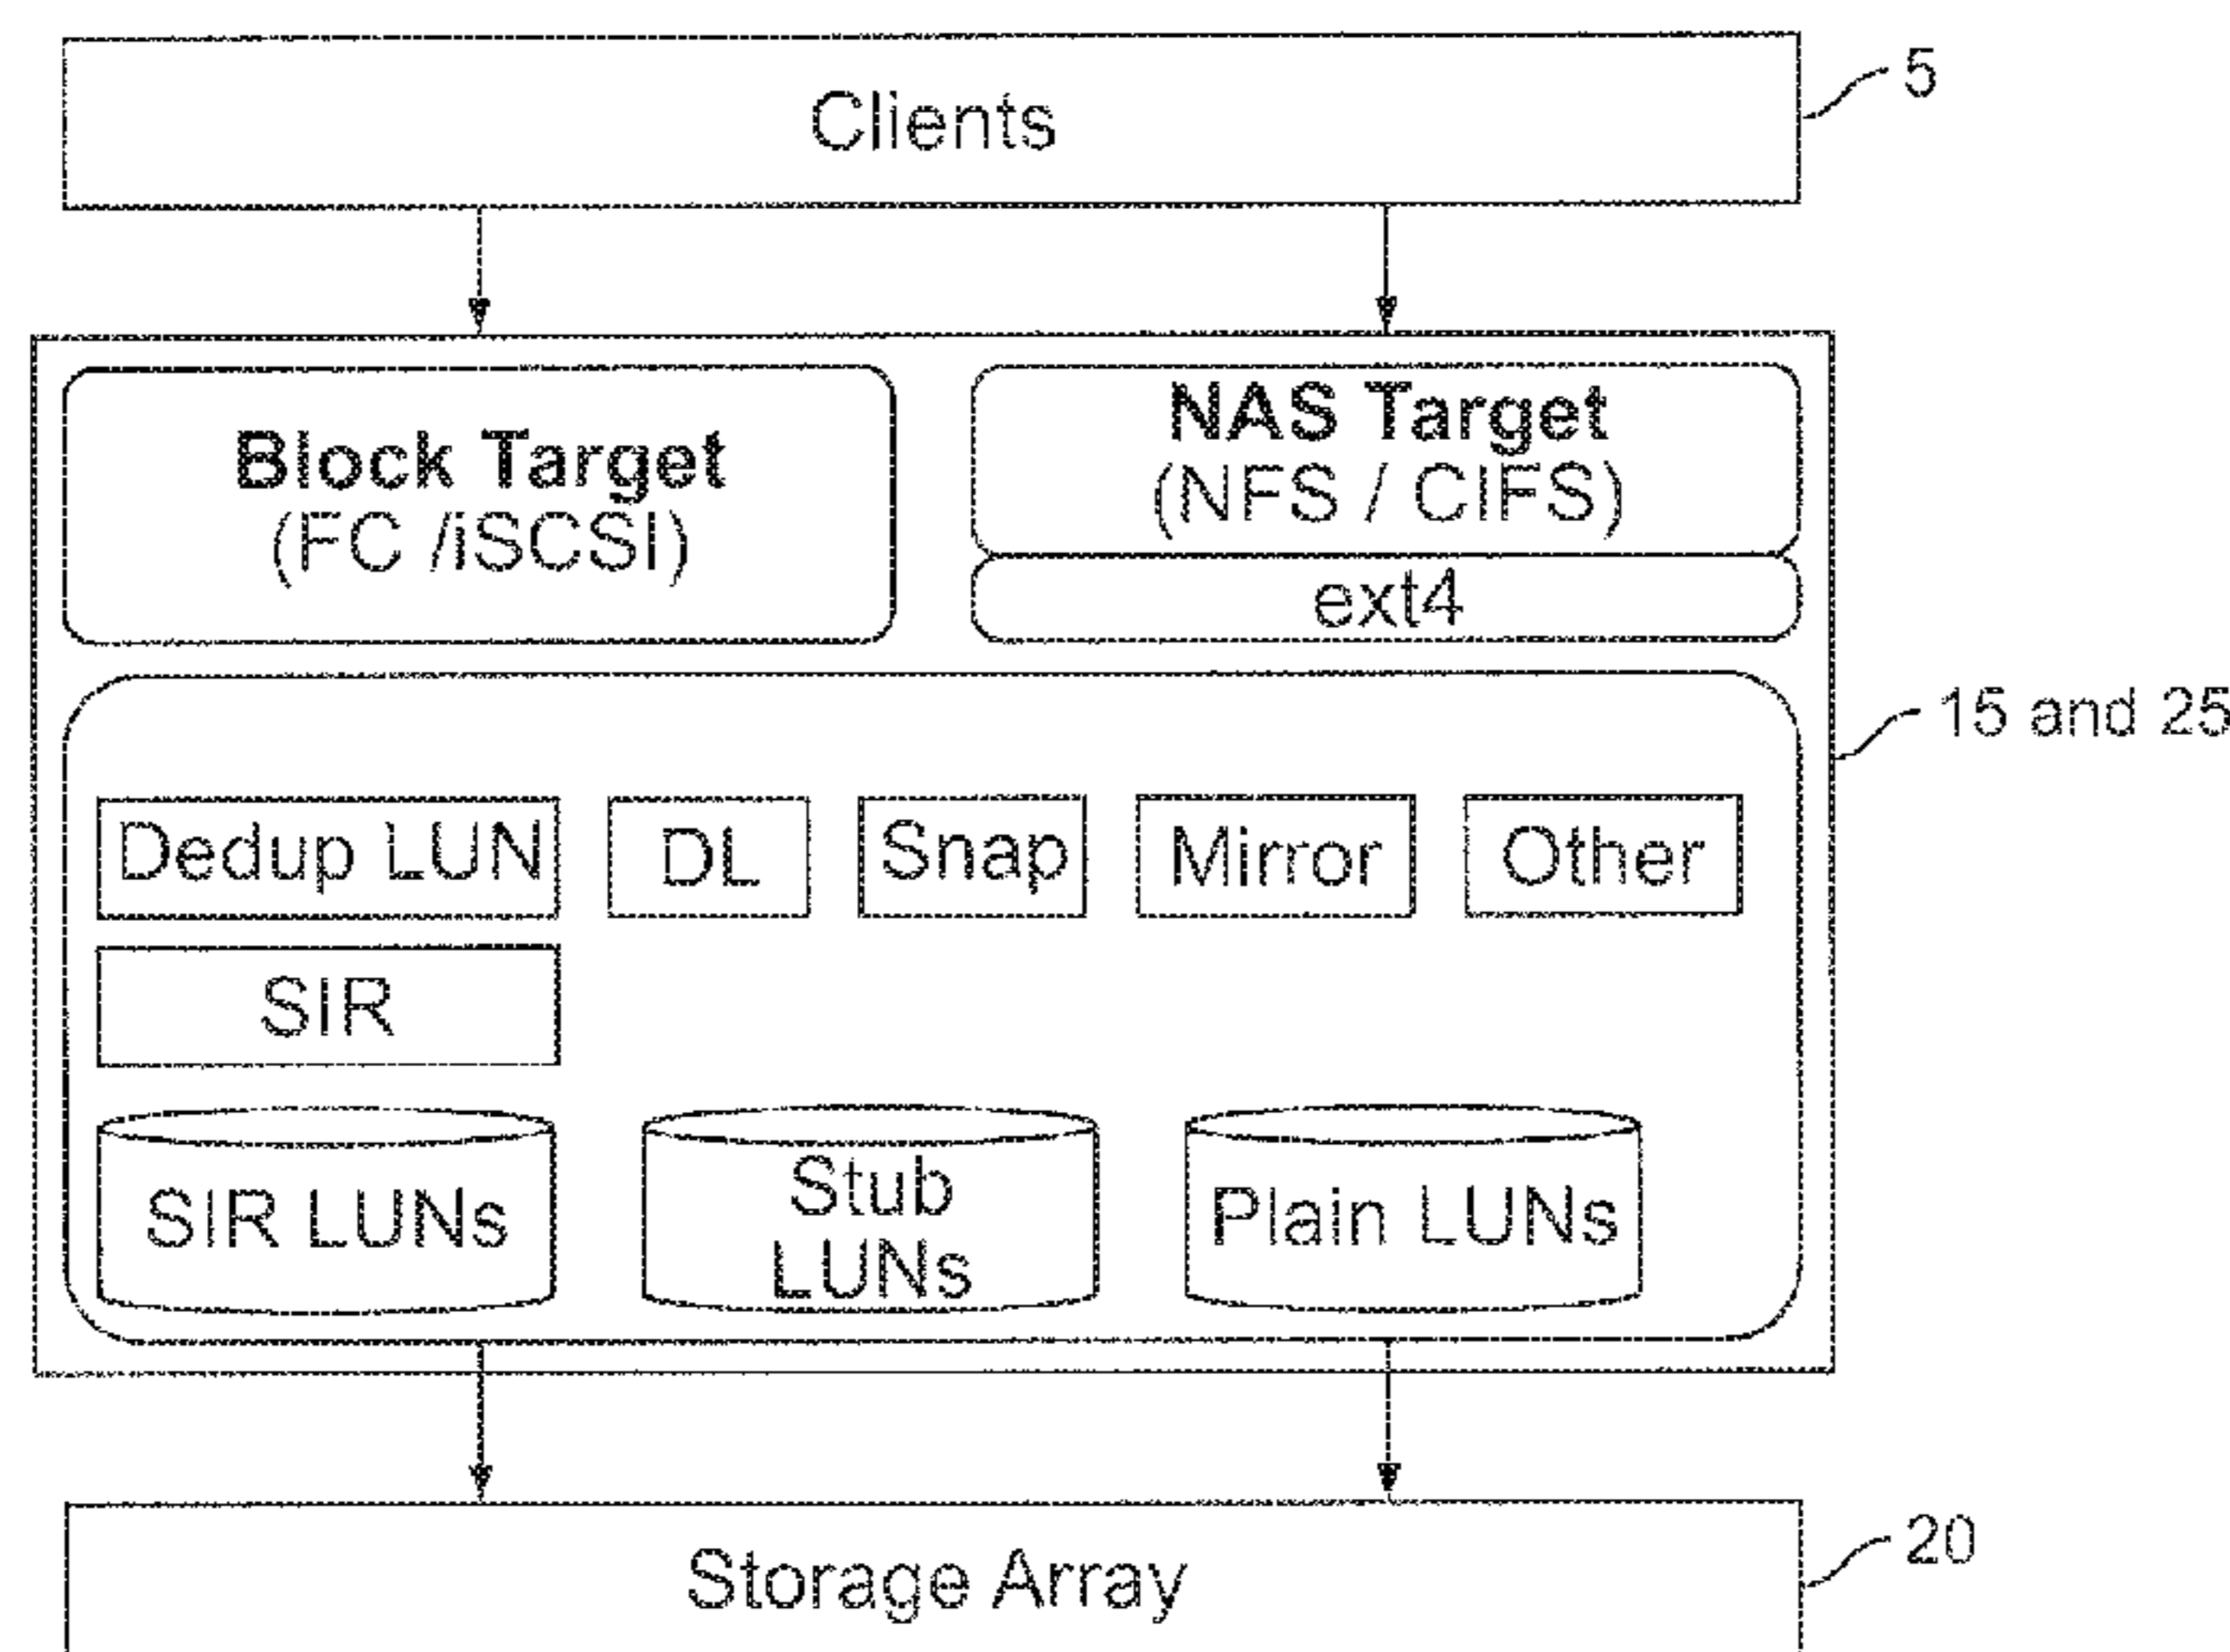 Clients
5
Block Target
(FC /iSCSI)
NAS Target
(NFS / CIFS)
ext4
15 and 25
Dedup LUN
DL
Snap
Mirror
Other
SIR
SIR LUNs
Stub
LUNs
Plain LUNs
Storage Array
20